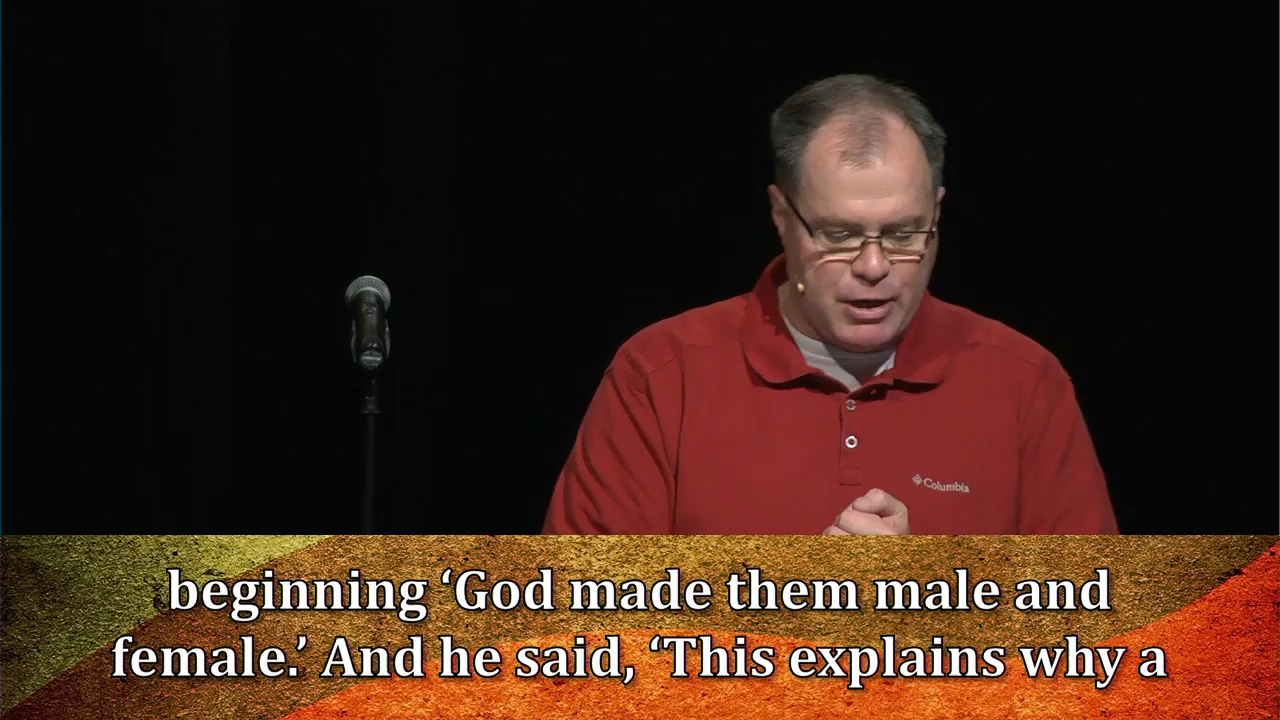 Columbia
beginning ‘God made them male and
female.’ And he said, ‘This explains why a